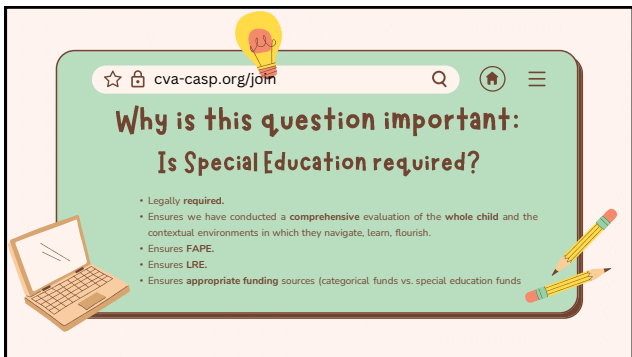 cva-casp.org/join
Why is this question important:
Is Special Education required?
• Legally required.
• Ensures we have conducted a comprehensive evaluation of the whole child and the
contextual environments in which they navigate, learn, flourish.
• Ensures FAPE.
• Ensures LRE.
• Ensures appropriate funding sources (categorical funds vs. special education funds